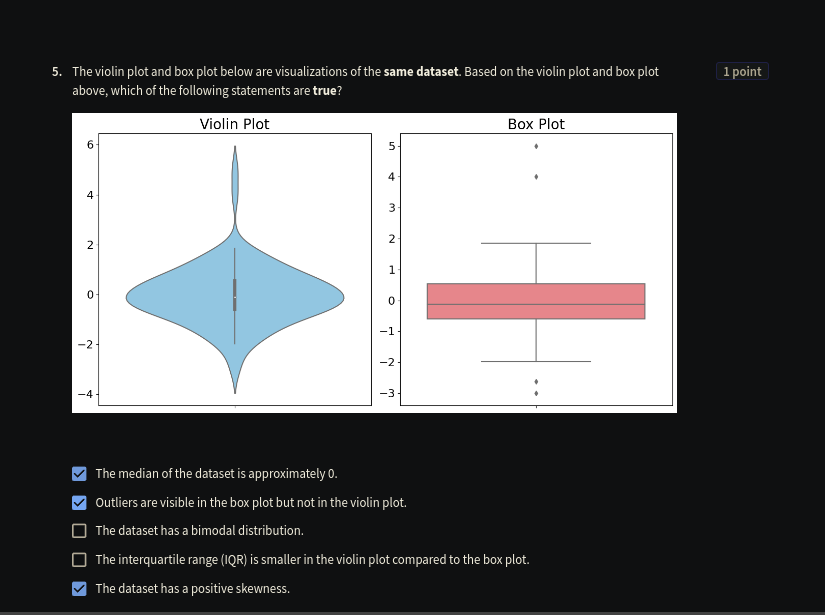 5. The violin plot and box plot below are visualizations of the same dataset. Based on the violin plot and box plot
1 point
above, which of the following statements are true?
Violin Plot
6
4
2
0
−2
−4
Box Plot
5
4
3
2
1
0
−1
−2
−3
The median of the dataset is approximately 0.
Outliers are visible in the box plot but not in the violin plot.
The dataset has a bimodal distribution.
The interquartile range (IQR) is smaller in the violin plot compared to the box plot.
The dataset has a positive skewness.